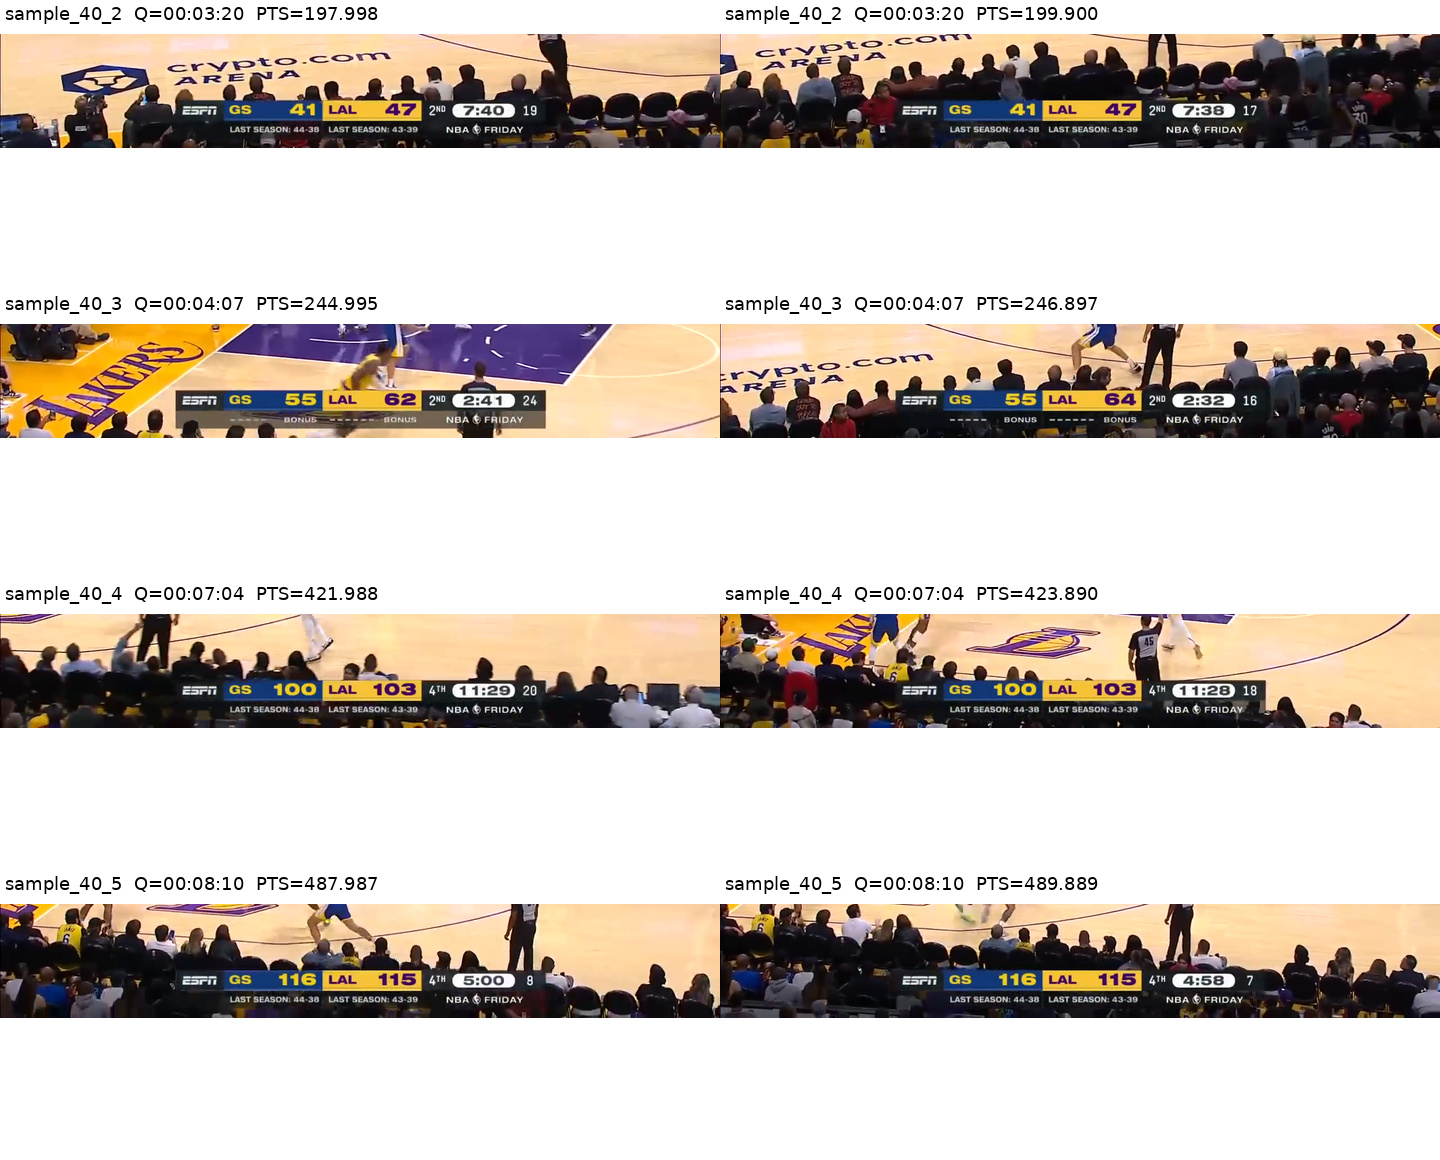 sample_40_2 Q=00:03:20 PTS=197.998
sample_40_2 Q=00:03:20 PTS=199.900
crypto.com
ARENA
ESPN GS 41 LAL 47 2ND 7:40 19
LAST SEASON: 44-38 LAST SEASON: 43-39 NBA FRIDAY
crypto.com
ARENA
ESPN GS 41 LAL 47 2ND 7:38 17
LAST SEASON: 44-38 LAST SEASON: 43-39 NBA FRIDAY
30
sample_40_3 Q=00:04:07 PTS=244.995
sample_40_3 Q=00:04:07 PTS=246.897
LAKERS
ESPN GS 55 LAL 62 2ND 2:41 24
BONUS BONUS NBA FRIDAY
crypto.com
ARENA
ESPN GS 55 LAL 64 2ND 2:32 16
BONUS BONUS NBA FRIDAY
sample_40_4 Q=00:07:04 PTS=421.988
sample_40_4 Q=00:07:04 PTS=423.890
ESPN GS 100 LAL 103 4TH 11:29 20
LAST SEASON: 44-38 LAST SEASON: 43-39 NBA FRIDAY
45
6
ESPN GS 100 LAL 103 4TH 11:28 18
LAST SEASON: 44-38 LAST SEASON: 43-39 NBA FRIDAY
sample_40_5 Q=00:08:10 PTS=487.987
sample_40_5 Q=00:08:10 PTS=489.889
6
ESPN GS 116 LAL 115 4TH 5:00 8
LAST SEASON: 44-38 LAST SEASON: 43-39 NBA FRIDAY
6
ESPN GS 116 LAL 115 4TH 4:58 7
LAST SEASON: 44-38 LAST SEASON: 43-39 NBA FRIDAY